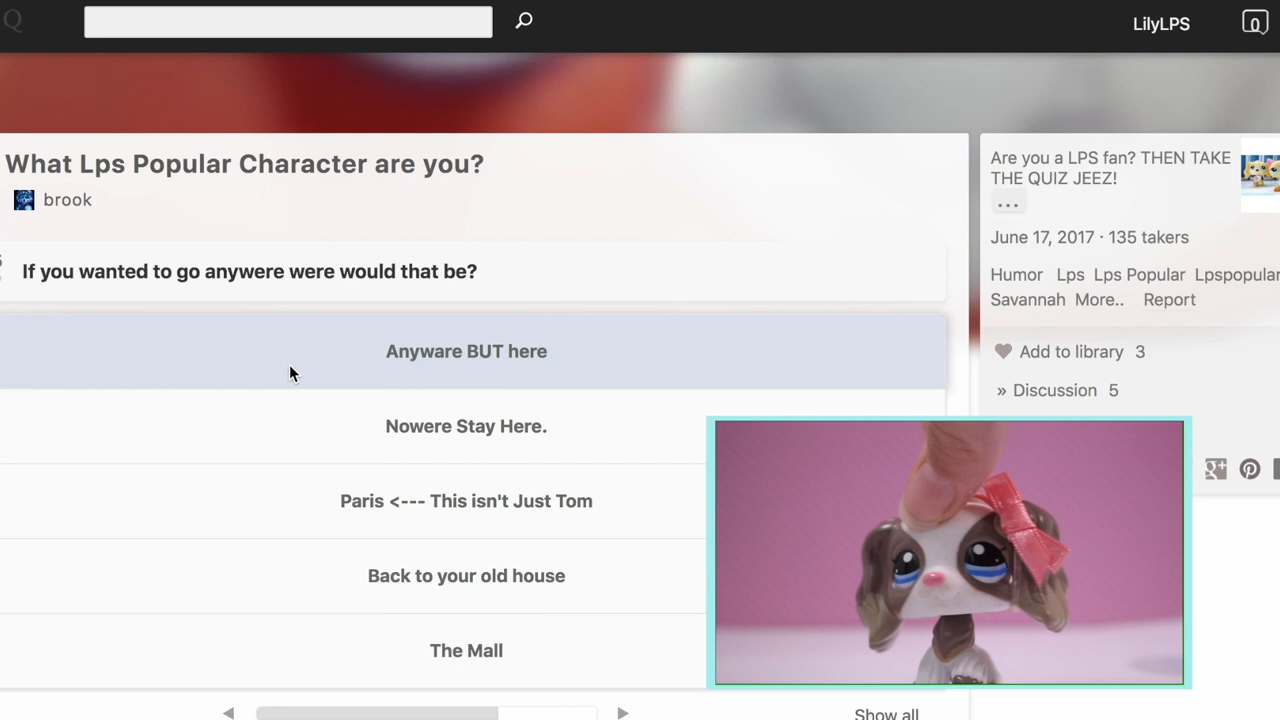 Q
LilyLPS
0
What Lps Popular Character are you?
brook
If you wanted to go anywere were would that be?
Anyware BUT here
Nowere Stay Here.
Paris <--- This isn't Just Tom
Back to your old house
The Mall
Show all
Are you a LPS fan? THEN TAKE
THE QUIZ JEEZ!
...
June 17, 2017 · 135 takers
Humor Lps Lps Popular Lpspopular
Savannah More.. Report
Add to library 3
» Discussion 5
g+